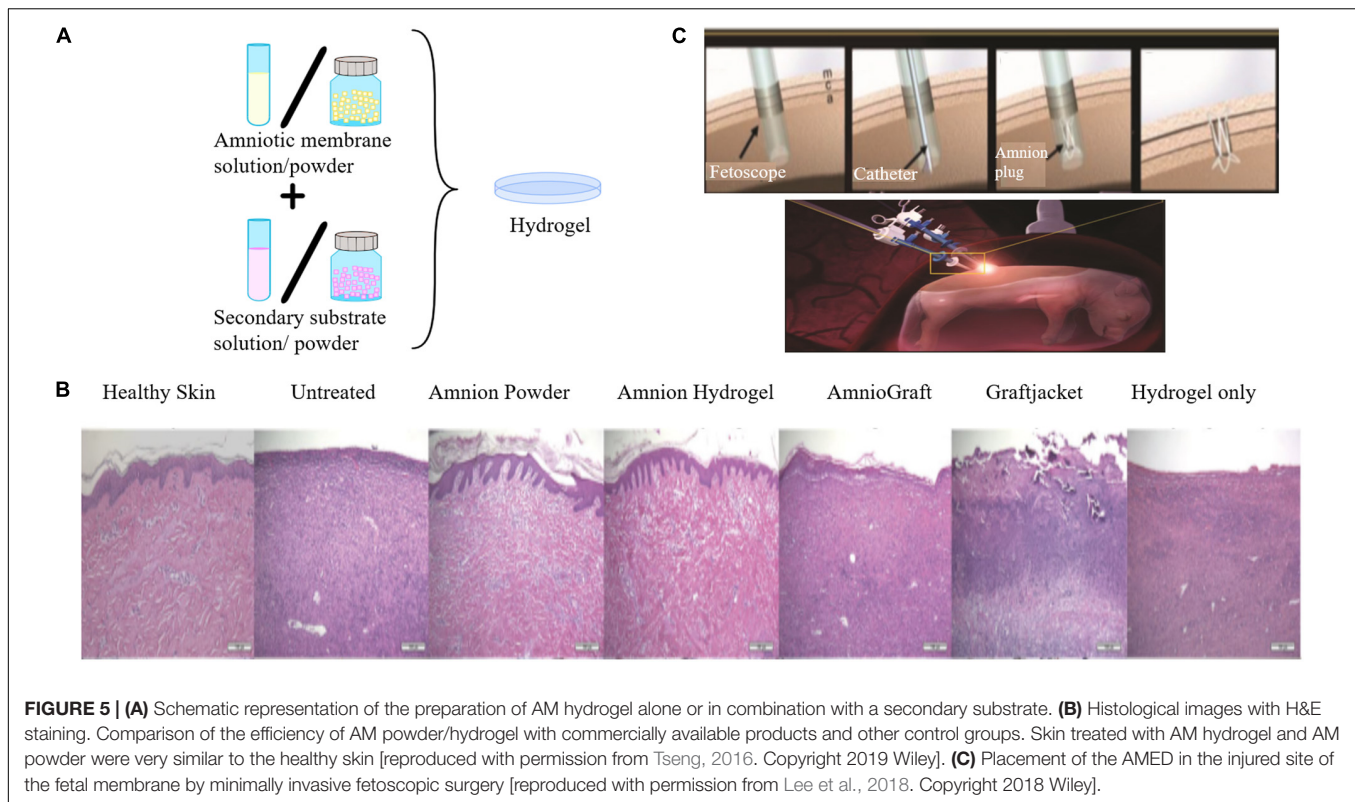 A
Amniotic membrane
solution/powder
+
Secondary substrate
solution/ powder
Hydrogel
C
Fetoscope
Catheter
Amnion
plug
B
Healthy Skin
Untreated
Amnion Powder
Amnion Hydrogel
AmnioGraft
Graftjacket
Hydrogel only
FIGURE 5 | (A) Schematic representation of the preparation of AM hydrogel alone or in combination with a secondary substrate. (B) Histological images with H&E
staining. Comparison of the efficiency of AM powder/hydrogel with commercially available products and other control groups. Skin treated with AM hydrogel and AM
powder were very similar to the healthy skin [reproduced with permission from Tseng, 2016. Copyright 2019 Wiley]. (C) Placement of the AMED in the injured site of
the fetal membrane by minimally invasive fetoscopic surgery [reproduced with permission from Lee et al., 2018. Copyright 2018 Wiley].